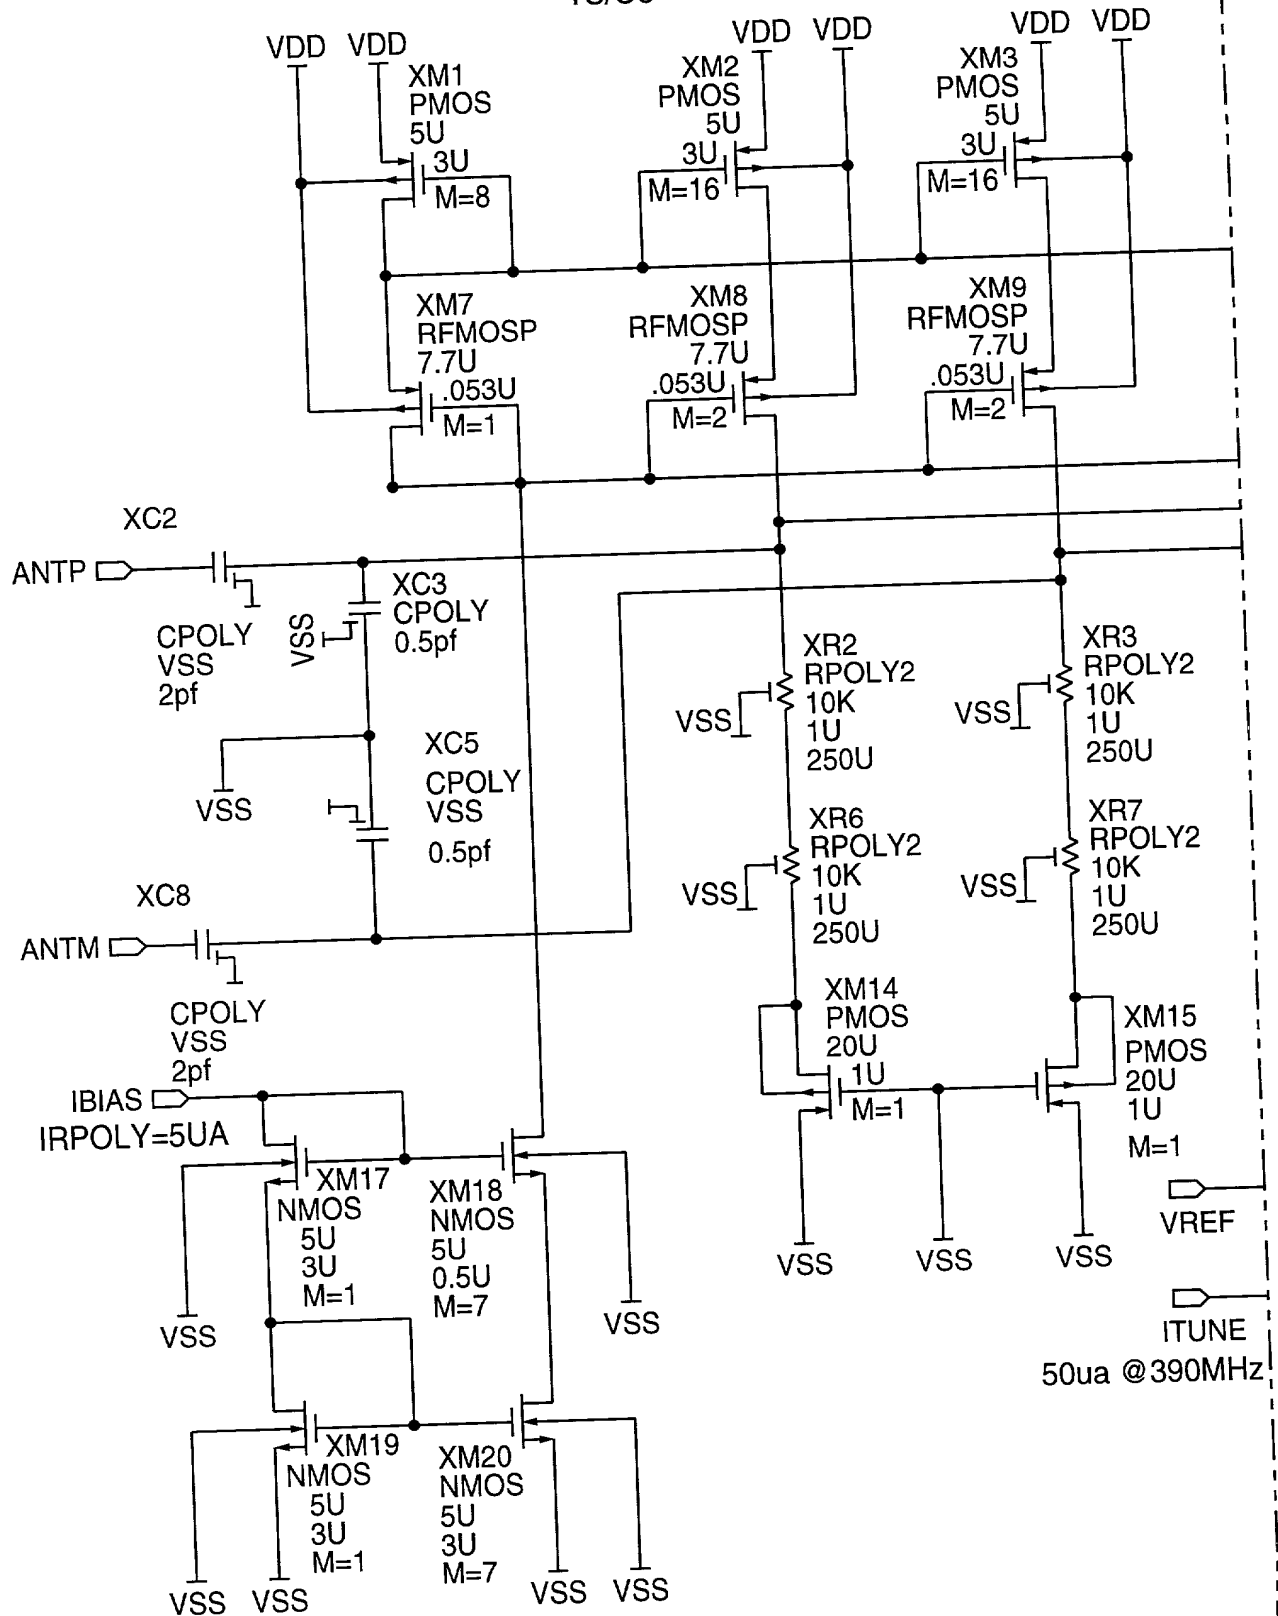 VDD VDD
XM1
PMOS
5U
3U
M=8
VDD VDD
XM2
PMOS
5U
3U
M=16
VDD VDD
XM3
PMOS
5U
3U
M=16
XM7
RFMOSP
7.7U
.053U
M=1
XM8
RFMOSP
7.7U
.053U
M=2
XM9
RFMOSP
7.7U
.053U
M=2
XC2
ANTP
CPOLY
VSS
2pf
XC3
CPOLY
0.5pf
VSS
VSS
XC5
CPOLY
VSS
0.5pf
XC8
ANTM
CPOLY
VSS
2pf
XR2
RPOLY2
10K
1U
250U
VSS
XR3
RPOLY2
10K
1U
250U
VSS
XR6
RPOLY2
10K
1U
250U
VSS
XR7
RPOLY2
10K
1U
250U
VSS
XM14
PMOS
20U
1U
M=1
XM15
PMOS
20U
1U
M=1
VSS
VSS
VSS
IBIAS
IRPOLY=5UA
XM17
NMOS
5U
3U
M=1
VSS
XM18
NMOS
5U
0.5U
M=7
VSS
VREF
ITUNE
50ua @390MHz
XM19
NMOS
5U
3U
M=1
VSS VSS
XM20
NMOS
5U
3U
M=7
VSS VSS